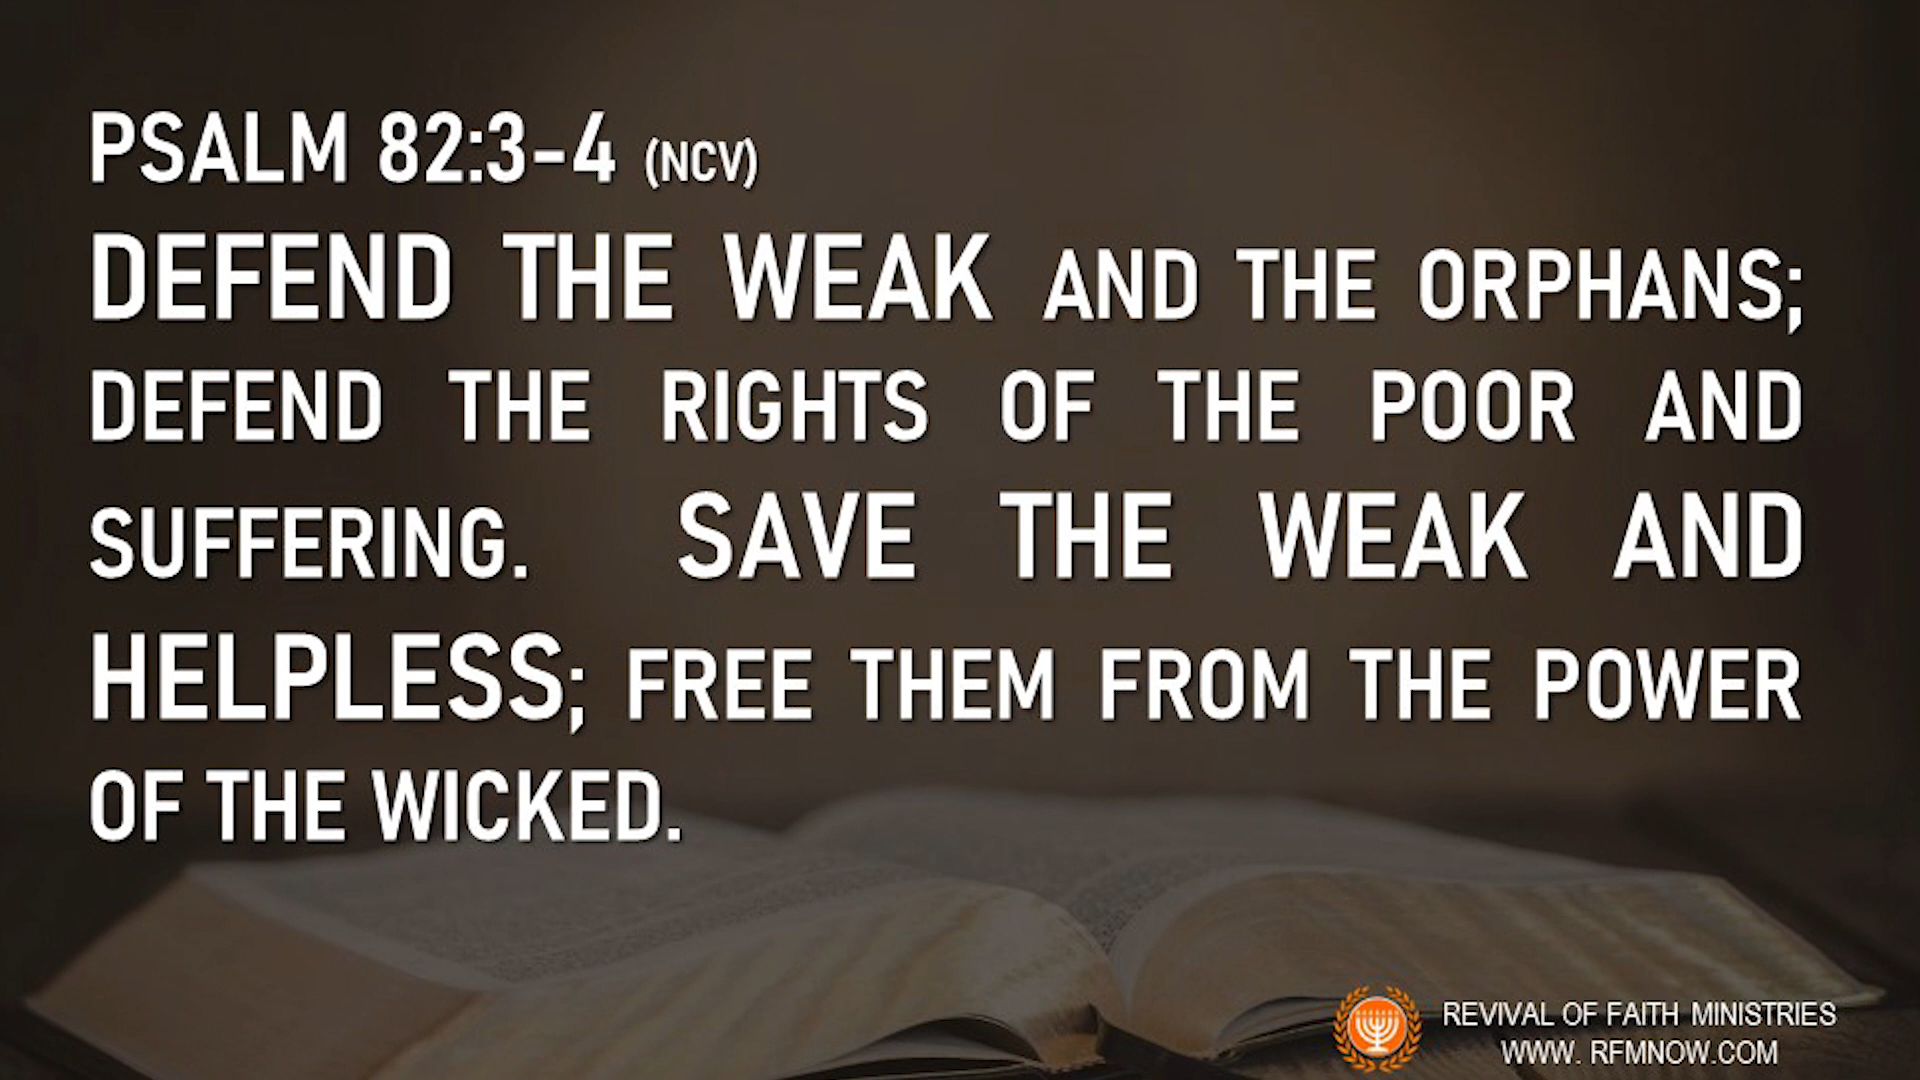 PSALM 82:3-4 (NCV)
DEFEND THE WEAK AND THE ORPHANS;
DEFEND THE RIGHTS OF THE POOR AND
SUFFERING. SAVE THE WEAK AND
HELPLESS; FREE THEM FROM THE POWER
OF THE WICKED.
REVIVAL OF FAITH MINISTRIES
WWW. RFMNOW.COM